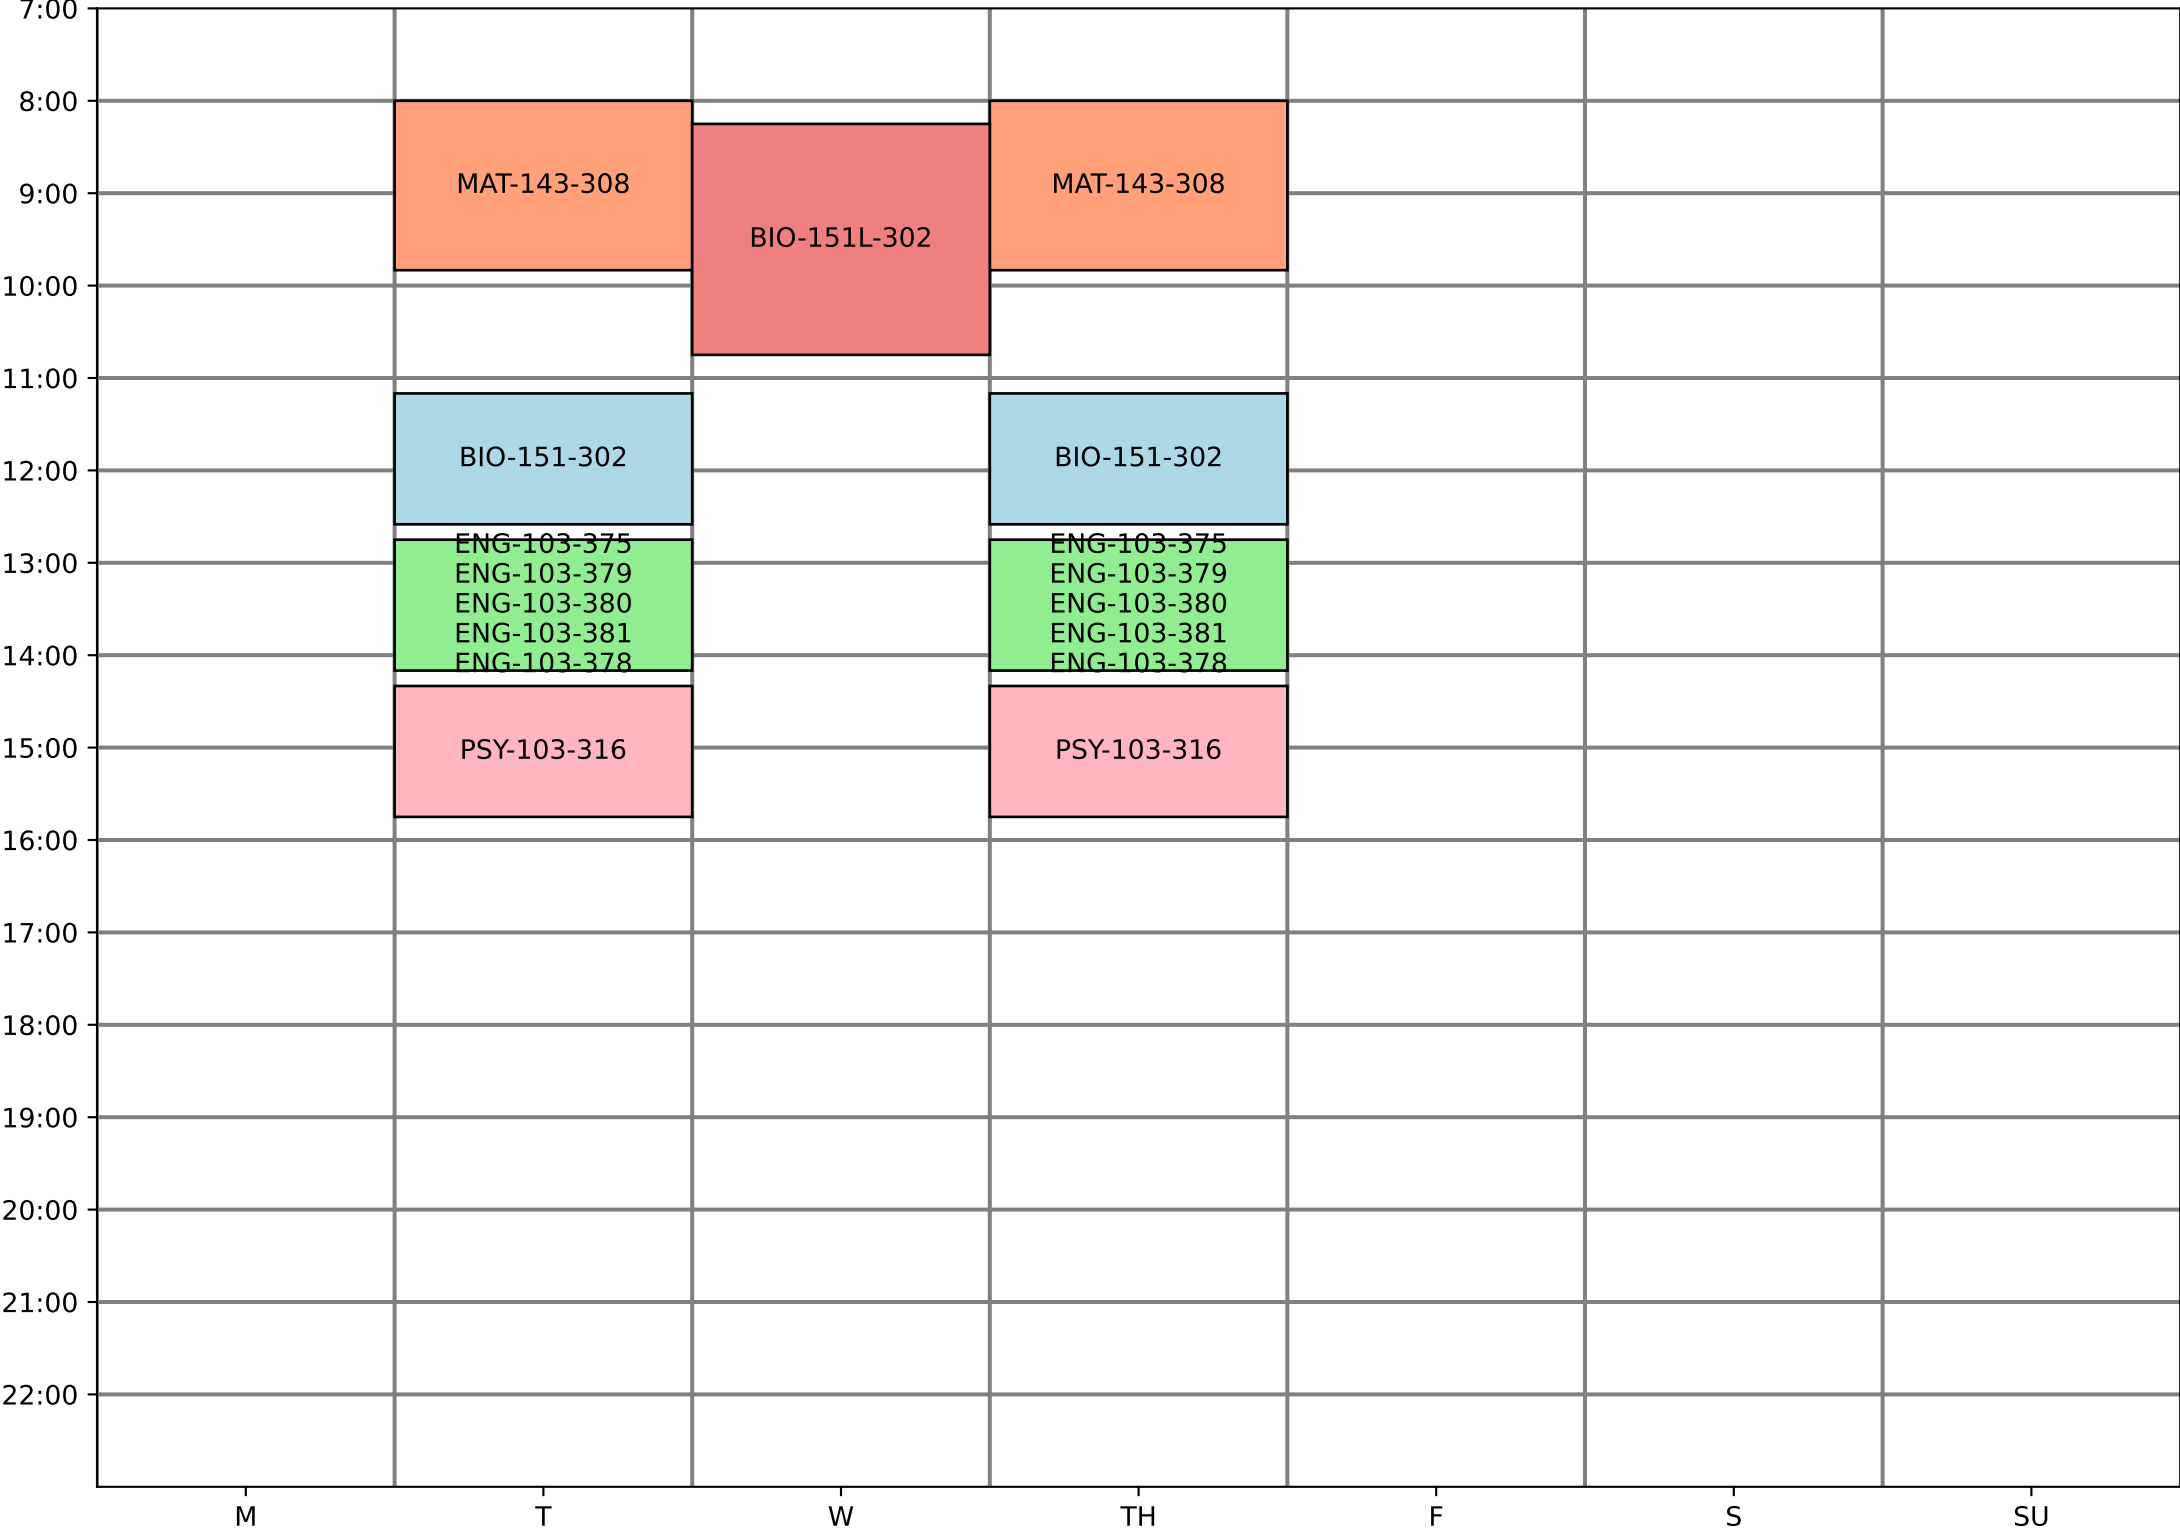 7:00
8:00
MAT-143-308
MAT-143-308
9:00
BIO-151L-302
10:00
11:00
BIO-151-302
BIO-151-302
12:00
ENG-103-375
ENG-103-379
ENG-103-380
ENG-103-381
ENG-103-378
ENG-103-375
ENG-103-379
ENG-103-380
ENG-103-381
ENG-103-378
13:00
14:00
PSY-103-316
PSY-103-316
15:00
16:00
17:00
18:00
19:00
20:00
21:00
22:00
M T W TH F S SU